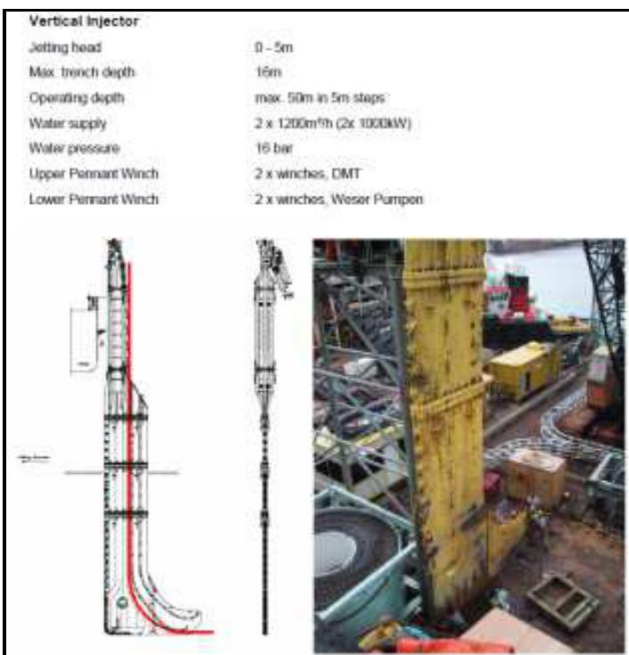 Vertical Injector
Jetting head 0 - 5m
Max. trench depth 16m
Operating depth max. 50m in 5m steps
Water supply 2 x 1200m³/h (2x 1000kW)
Water pressure 16 bar
Upper Pennant Winch 2 x winches, DMT
Lower Pennant Winch 2 x winches, Weser Pumpen